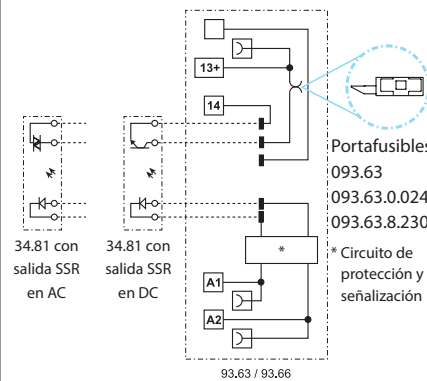 13+
14
Portafusibles
093.63
093.63.0.024
093.63.8.230
34.81 con
salida SSR
en AC
34.81 con
salida SSR
en DC
*
* Circuito de
protección y
señalización
A1
A2
93.63 / 93.66